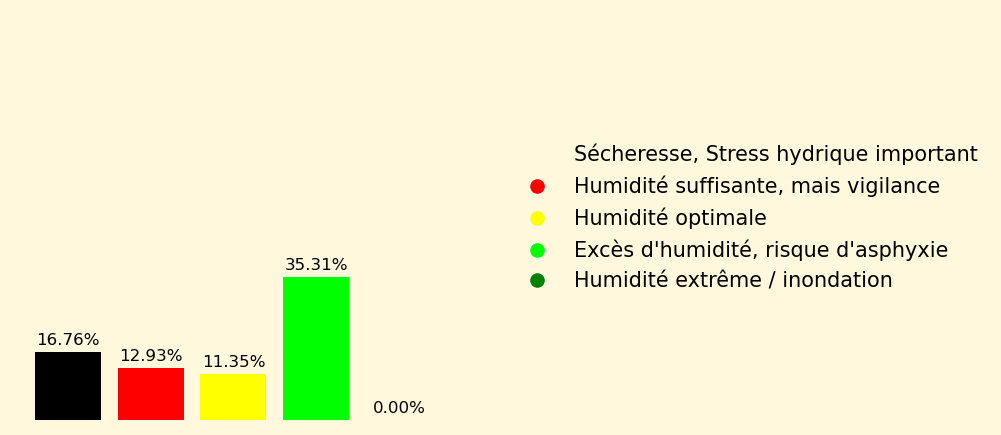 Sécheresse, Stress hydrique important
Humidité suffisante, mais vigilance
Humidité optimale
Excès d'humidité, risque d'asphyxie
Humidité extrême / inondation
35.31%
16.76%
12.93%
11.35%
0.00%